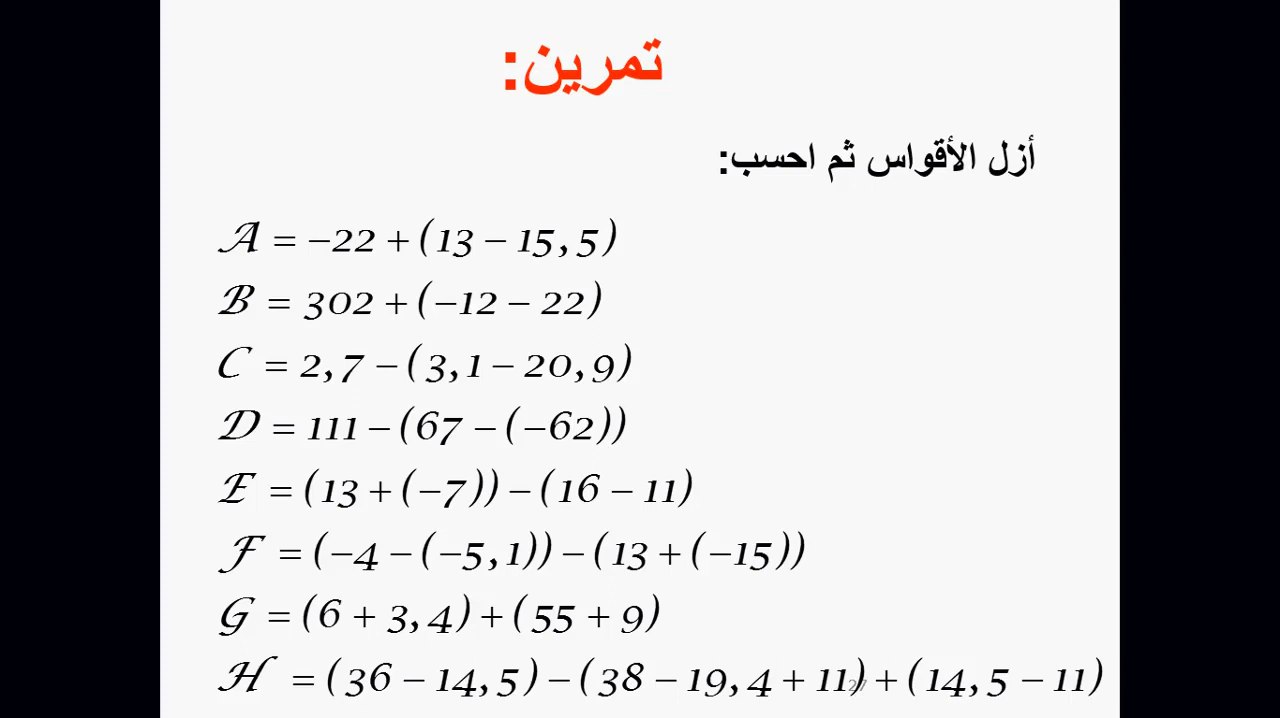 تمرين:
أزل الأقواس ثم احسب:
A = −22 + (13 − 15,5)
B = 302 + (−12 − 22)
C = 2,7 − (3,1 − 20,9)
D = 111 − (67 − (−62))
E = (13 + (−7)) − (16 − 11)
F = (−4 − (−5,1)) − (13 + (−15))
G = (6 + 3,4) + (55 + 9)
H = (36 − 14,5) − (38 − 19,4 + 11) + (14,5 − 11)
27